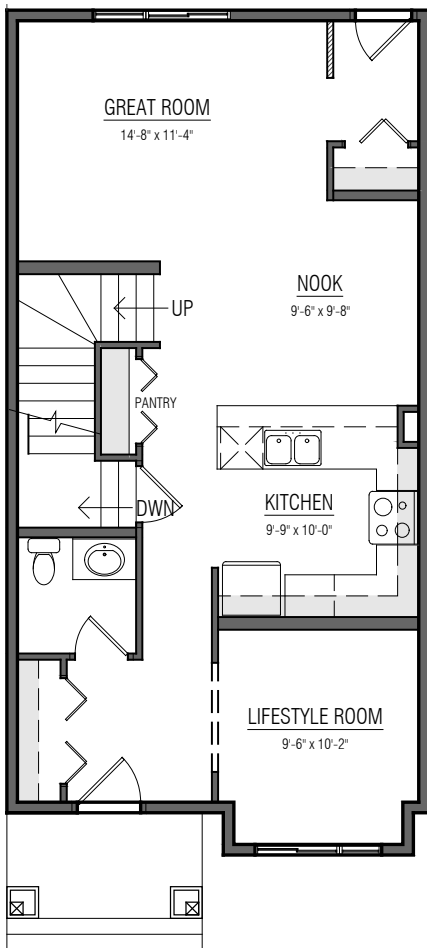 GREAT ROOM
14'-8" x 11'-4"
NOOK
9'-6" x 9'-8"
UP
PANTRY
KITCHEN
9'-9" x 10'-0"
DWN
LIFESTYLE ROOM
9'-6" x 10'-2"